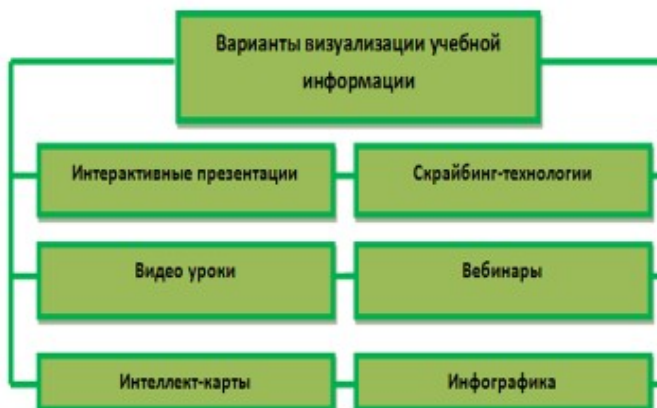 Варианты визуализации учебной
информации
Интерактивные презентации
Скрайбинг-технологии
Видео уроки
Вебинары
Интеллект-карты
Инфографика